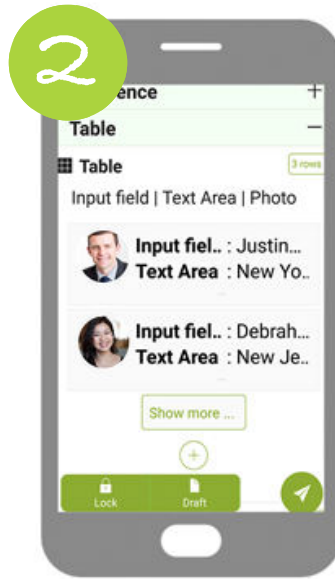 2
ence
Table
Table
3 rows
Input field | Text Area | Photo
Input fiel.. : Justin...
Text Area : New Yo..
Input fiel.. : Debrah...
Text Area : New Je..
Show more ...
Lock
Draft